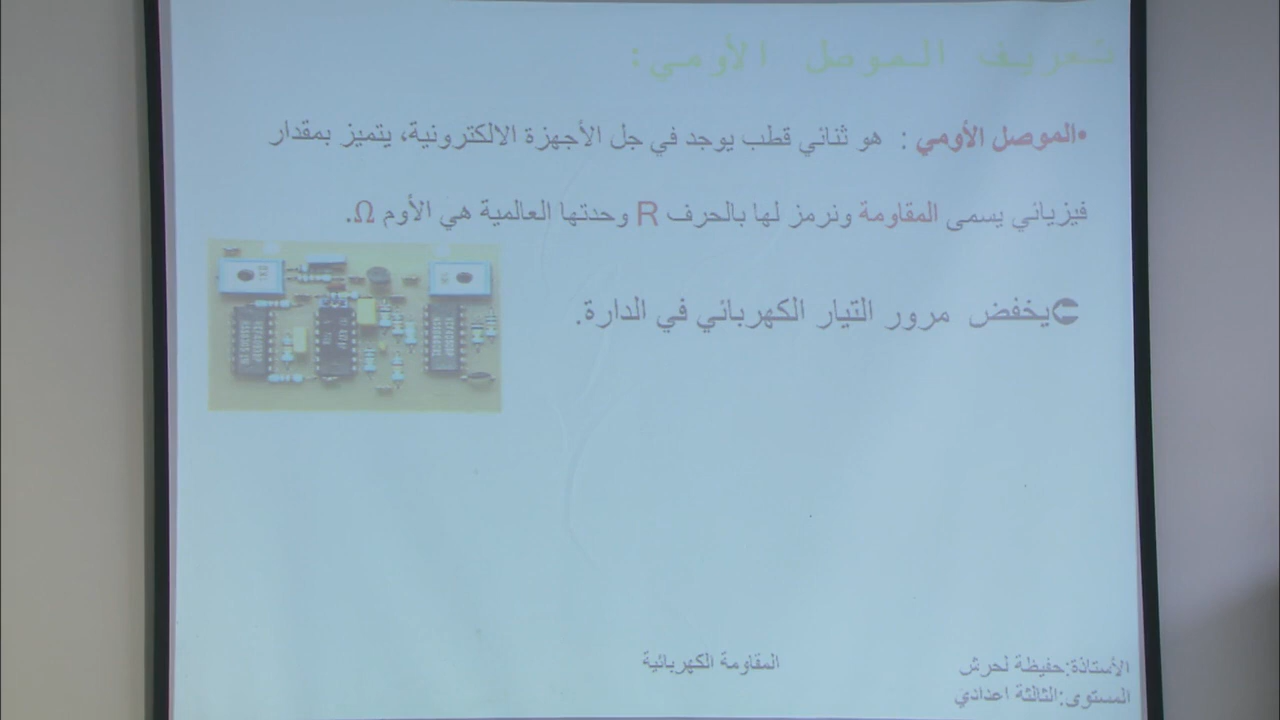 تعريف الموصل الأومي:
•الموصل الأومي : هو ثنائي قطب يوجد في جل الأجهزة الالكترونية، يتميز بمقدار
فيزيائي يسمى المقاومة ونرمز لها بالحرف R وحدتها العالمية هي الأوم Ω.
يخفض مرور التيار الكهربائي في الدارة.
المقاومة الكهربائية
الأستاذة:حفيظة لحرش
المستوى:الثالثة اعدادي